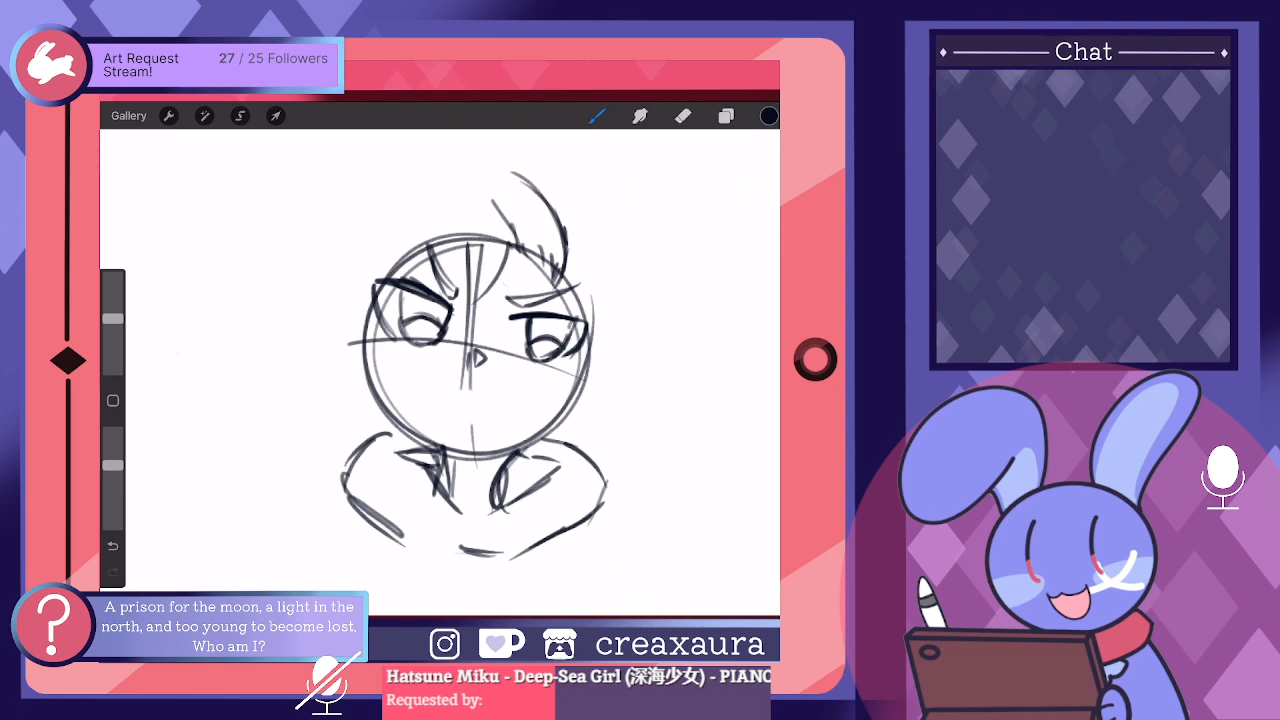 Art Request
Stream!
27 / 25 Followers
Chat
Gallery
A prison for the moon, a light in the
north, and too young to become lost.
Who am I?
creaxaura
Hatsune Miku - Deep-Sea Girl (深海少女) - PIANO
Requested by: